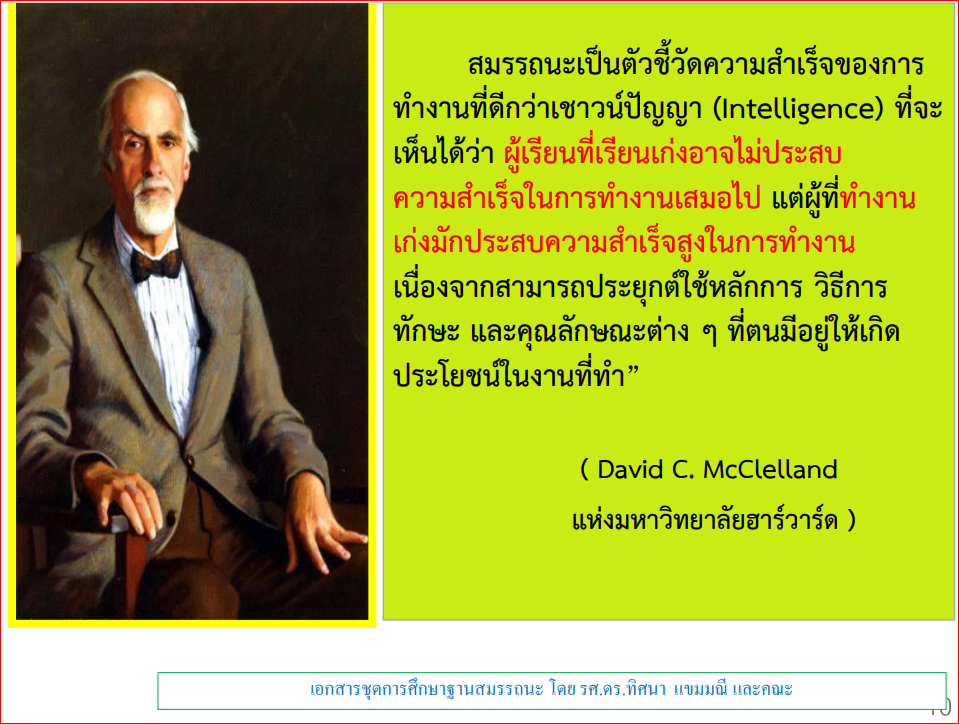 สมรรถนะเป็นตัวชี้วัดความสำเร็จของการ
ทำงานที่ดีกว่าเชาวน์ปัญญา (Intelligence) ที่จะ
เห็นได้ว่า ผู้เรียนที่เรียนเก่งอาจไม่ประสบ
ความสำเร็จในการทำงานเสมอไป แต่ผู้ที่ทำงาน
เก่งมักประสบความสำเร็จสูงในการทำงาน
เนื่องจากสามารถประยุกต์ใช้หลักการ วิธีการ
ทักษะ และคุณลักษณะต่าง ๆ ที่ตนมีอยู่ให้เกิด
ประโยชน์ในงานที่ทำ”
( David C. McClelland
แห่งมหาวิทยาลัยฮาร์วาร์ด )
เอกสารชุดการศึกษาฐานสมรรถนะ โดย รศ.ดร.ทิศนา แขมมณี และคณะ